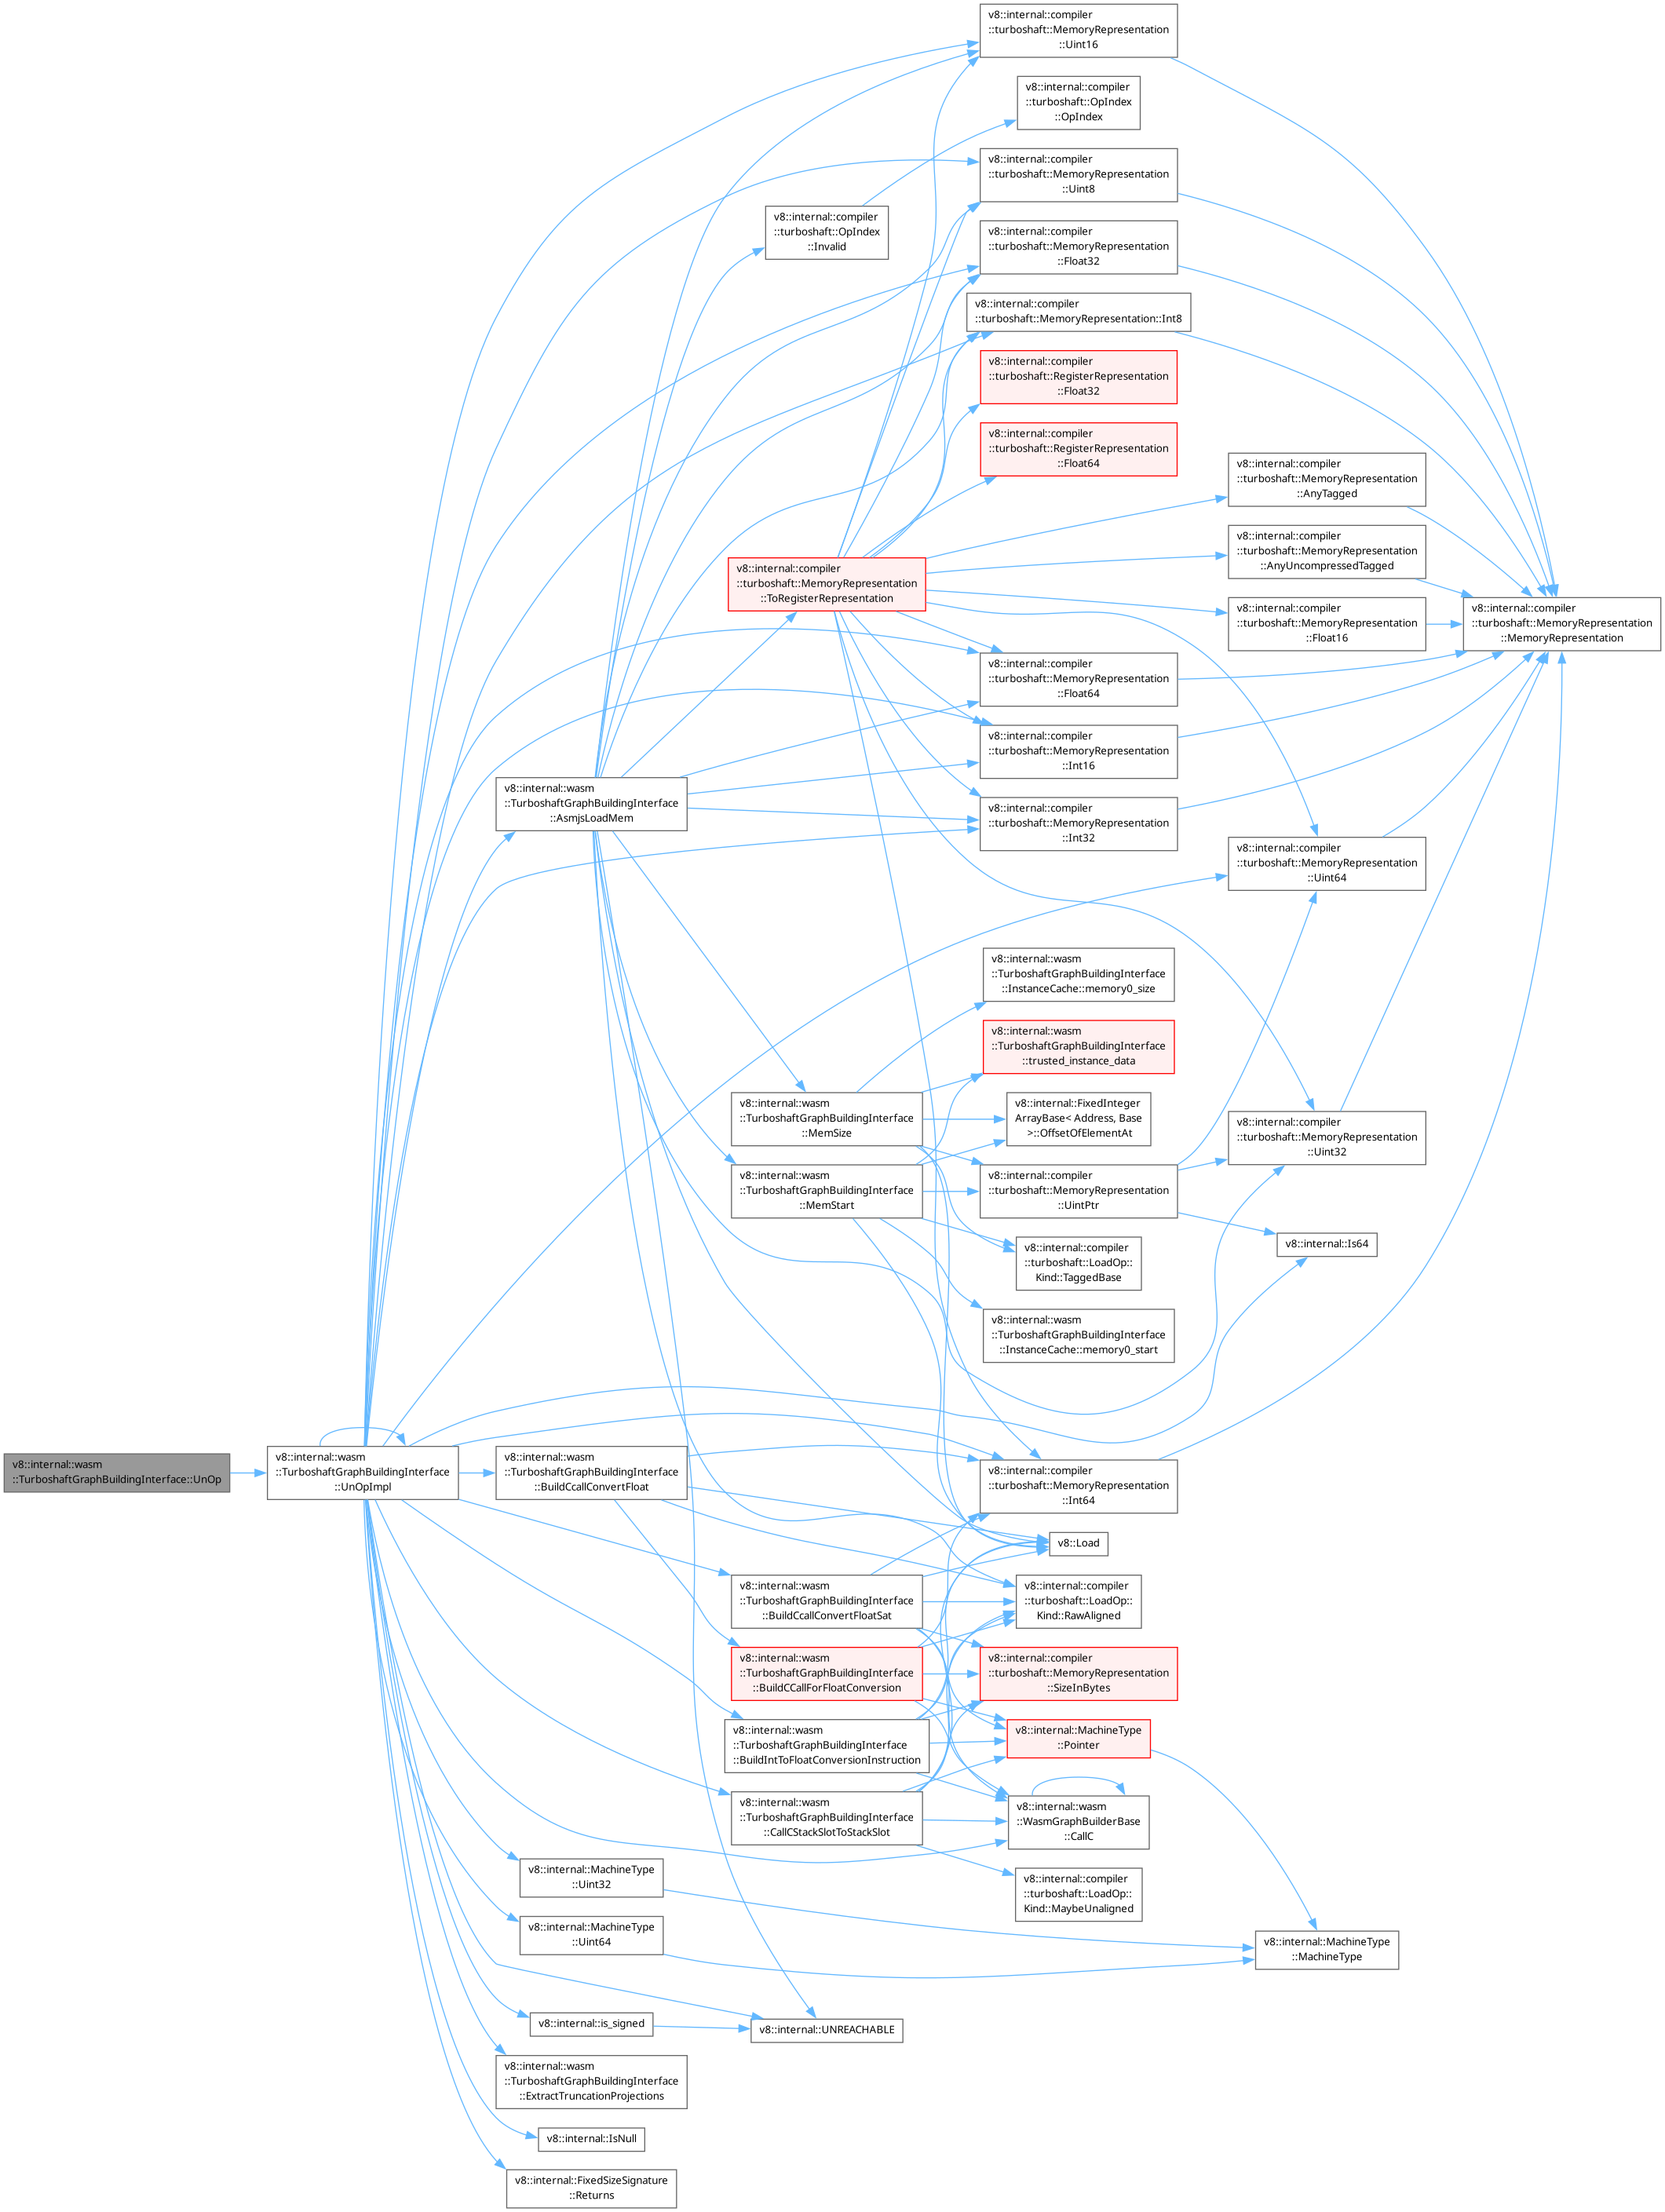 v8::internal::compiler
::turboshaft::MemoryRepresentation
::Uint16
v8::internal::compiler
::turboshaft::OpIndex
::OpIndex
v8::internal::compiler
::turboshaft::MemoryRepresentation
::Uint8
v8::internal::compiler
::turboshaft::OpIndex
::Invalid
v8::internal::compiler
::turboshaft::MemoryRepresentation
::Float32
v8::internal::compiler
::turboshaft::MemoryRepresentation::Int8
v8::internal::compiler
::turboshaft::RegisterRepresentation
::Float32
v8::internal::compiler
::turboshaft::RegisterRepresentation
::Float64
v8::internal::compiler
::turboshaft::MemoryRepresentation
::AnyTagged
v8::internal::compiler
::turboshaft::MemoryRepresentation
::AnyUncompressedTagged
v8::internal::compiler
::turboshaft::MemoryRepresentation
::ToRegisterRepresentation
v8::internal::compiler
::turboshaft::MemoryRepresentation
::Float16
v8::internal::compiler
::turboshaft::MemoryRepresentation
::MemoryRepresentation
v8::internal::compiler
::turboshaft::MemoryRepresentation
::Float64
v8::internal::compiler
::turboshaft::MemoryRepresentation
::Int16
v8::internal::wasm
::TurboshaftGraphBuildingInterface
::AsmjsLoadMem
v8::internal::compiler
::turboshaft::MemoryRepresentation
::Int32
v8::internal::compiler
::turboshaft::MemoryRepresentation
::Uint64
v8::internal::wasm
::TurboshaftGraphBuildingInterface
::InstanceCache::memory0_size
v8::internal::wasm
::TurboshaftGraphBuildingInterface
::trusted_instance_data
v8::internal::wasm
::TurboshaftGraphBuildingInterface
::MemSize
v8::internal::FixedInteger
ArrayBase< Address, Base
>::OffsetOfElementAt
v8::internal::compiler
::turboshaft::MemoryRepresentation
::Uint32
v8::internal::wasm
::TurboshaftGraphBuildingInterface
::MemStart
v8::internal::compiler
::turboshaft::MemoryRepresentation
::UintPtr
v8::internal::Is64
v8::internal::compiler
::turboshaft::LoadOp::
Kind::TaggedBase
v8::internal::wasm
::TurboshaftGraphBuildingInterface
::InstanceCache::memory0_start
v8::internal::wasm
::TurboshaftGraphBuildingInterface::UnOp
v8::internal::wasm
::TurboshaftGraphBuildingInterface
::UnOpImpl
v8::internal::wasm
::TurboshaftGraphBuildingInterface
::BuildCcallConvertFloat
v8::internal::compiler
::turboshaft::MemoryRepresentation
::Int64
v8::Load
v8::internal::wasm
::TurboshaftGraphBuildingInterface
::BuildCcallConvertFloatSat
v8::internal::compiler
::turboshaft::LoadOp::
Kind::RawAligned
v8::internal::wasm
::TurboshaftGraphBuildingInterface
::BuildCCallForFloatConversion
v8::internal::compiler
::turboshaft::MemoryRepresentation
::SizeInBytes
v8::internal::wasm
::TurboshaftGraphBuildingInterface
::BuildIntToFloatConversionInstruction
v8::internal::MachineType
::Pointer
v8::internal::wasm
::TurboshaftGraphBuildingInterface
::CallCStackSlotToStackSlot
v8::internal::wasm
::WasmGraphBuilderBase
::CallC
v8::internal::MachineType
::Uint32
v8::internal::compiler
::turboshaft::LoadOp::
Kind::MaybeUnaligned
v8::internal::MachineType
::Uint64
v8::internal::MachineType
::MachineType
v8::internal::is_signed
v8::internal::UNREACHABLE
v8::internal::wasm
::TurboshaftGraphBuildingInterface
::ExtractTruncationProjections
v8::internal::IsNull
v8::internal::FixedSizeSignature
::Returns